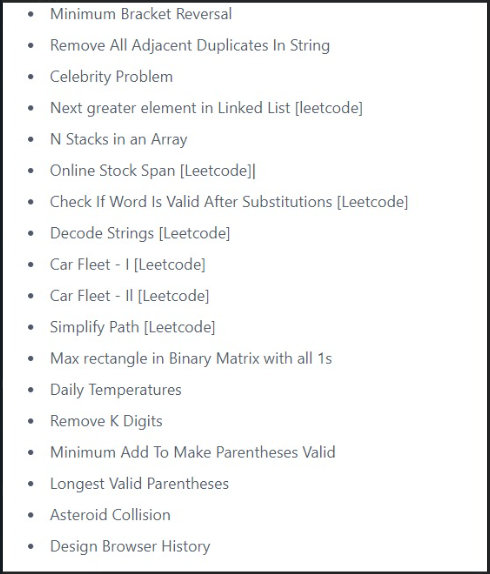 • Minimum Bracket Reversal
• Remove All Adjacent Duplicates In String
• Celebrity Problem
• Next greater element in Linked List [leetcode]
• N Stacks in an Array
• Online Stock Span [Leetcode]|
• Check If Word Is Valid After Substitutions [Leetcode]
• Decode Strings [Leetcode]
• Car Fleet - I [Leetcode]
• Car Fleet - II [Leetcode]
• Simplify Path [Leetcode]
• Max rectangle in Binary Matrix with all 1s
• Daily Temperatures
• Remove K Digits
• Minimum Add To Make Parentheses Valid
• Longest Valid Parentheses
• Asteroid Collision
• Design Browser History